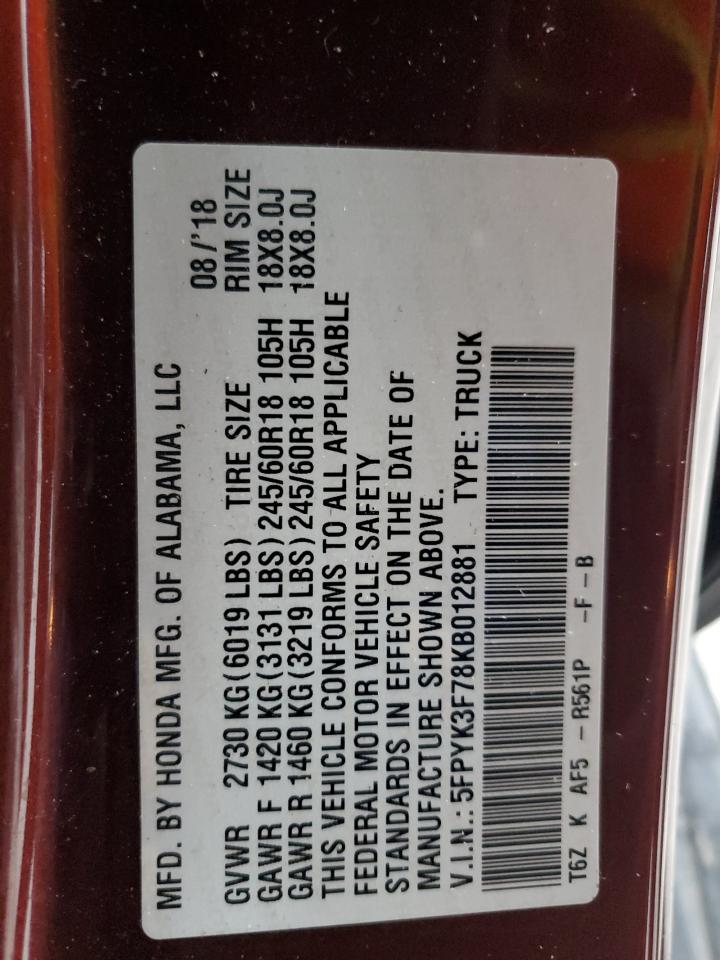 MFD. BY HONDA MFG. OF ALABAMA, LLC
08/'18
GVWR 2730 KG(6019 LBS) TIRE SIZE RIM SIZE
GAWR F 1420 KG(3131 LBS)245/60R18 105H 18X8.0J
GAWR R 1460 KG(3219 LBS)245/60R18 105H 18X8.0J
THIS VEHICLE CONFORMS TO ALL APPLICABLE
FEDERAL MOTOR VEHICLE SAFETY
STANDARDS IN EFFECT ON THE DATE OF
MANUFACTURE SHOWN ABOVE.
V.I.N.: 5FPYK3F78KB012881 TYPE: TRUCK
T6Z K AF5 -R561P -F-B